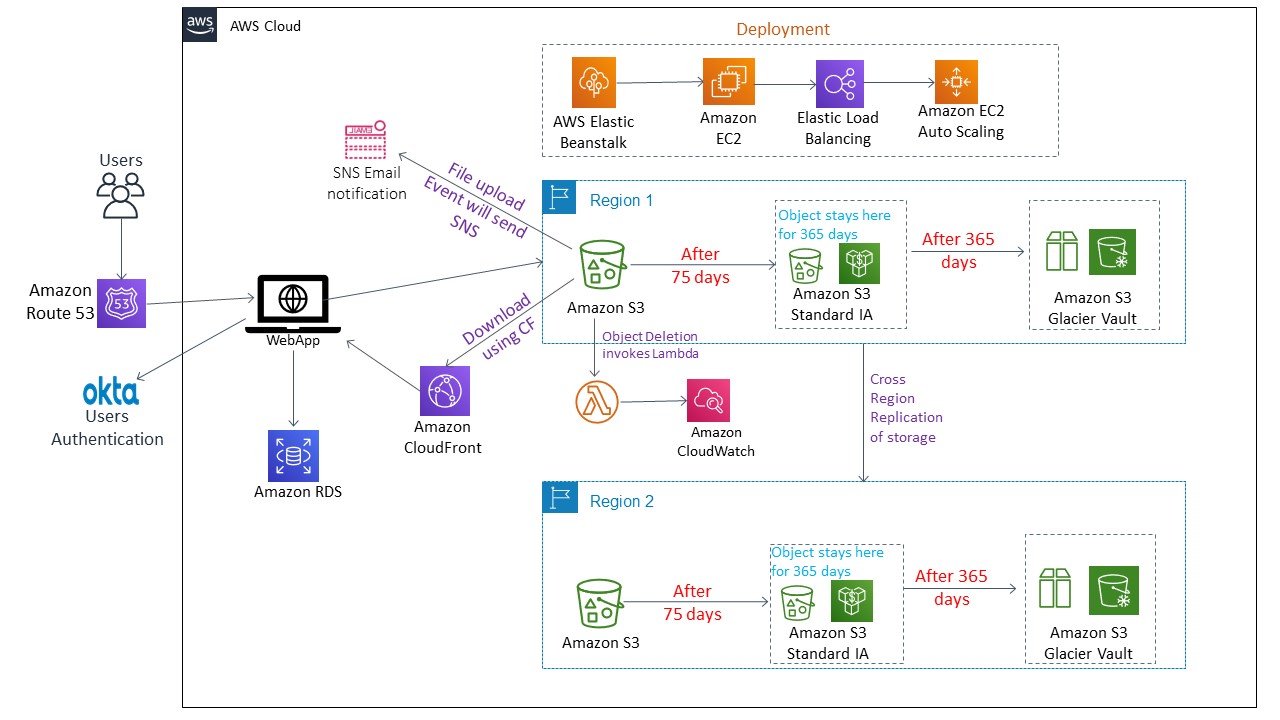 aws
AWS Cloud
Deployment
AWS Elastic
Beanstalk
Amazon
EC2
Elastic Load
Balancing
Amazon EC2
Auto Scaling
EMAIL
SNS Email
notification
File upload
Event will send
SNS
Users
Amazon
Route 53
53
WebApp
okta
Users
Authentication
Amazon RDS
Download
using CF
Amazon
CloudFront
Region 1
Amazon S3
After
75 days
Object stays here
for 365 days
Amazon S3
Standard IA
After 365
days
Amazon S3
Glacier Vault
Object Deletion
invokes Lambda
Amazon
CloudWatch
Cross
Region
Replication
of storage
Region 2
Amazon S3
After
75 days
Object stays here
for 365 days
Amazon S3
Standard IA
After 365
days
Amazon S3
Glacier Vault